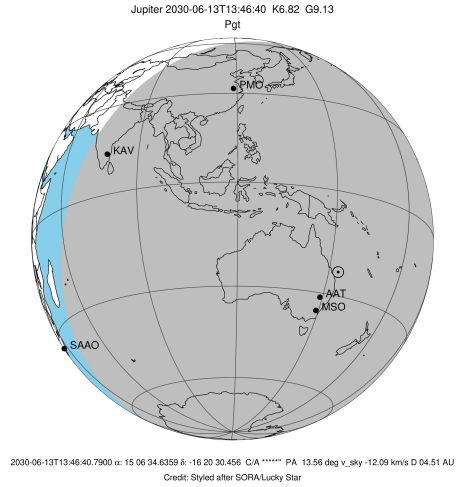 Jupiter 2030-06-13T13:46:40 K6.82 G9.13
Pgt
PMO
KAV
AAT
MSO
SAAO
2030-06-13T13:46:40.7900 α: 15 06 34.6359 δ: -16 20 30.456 C/A *****" PA 13.56 deg v_sky -12.09 km/s D 04.51 AU
Credit: Styled after SORA/Lucky Star